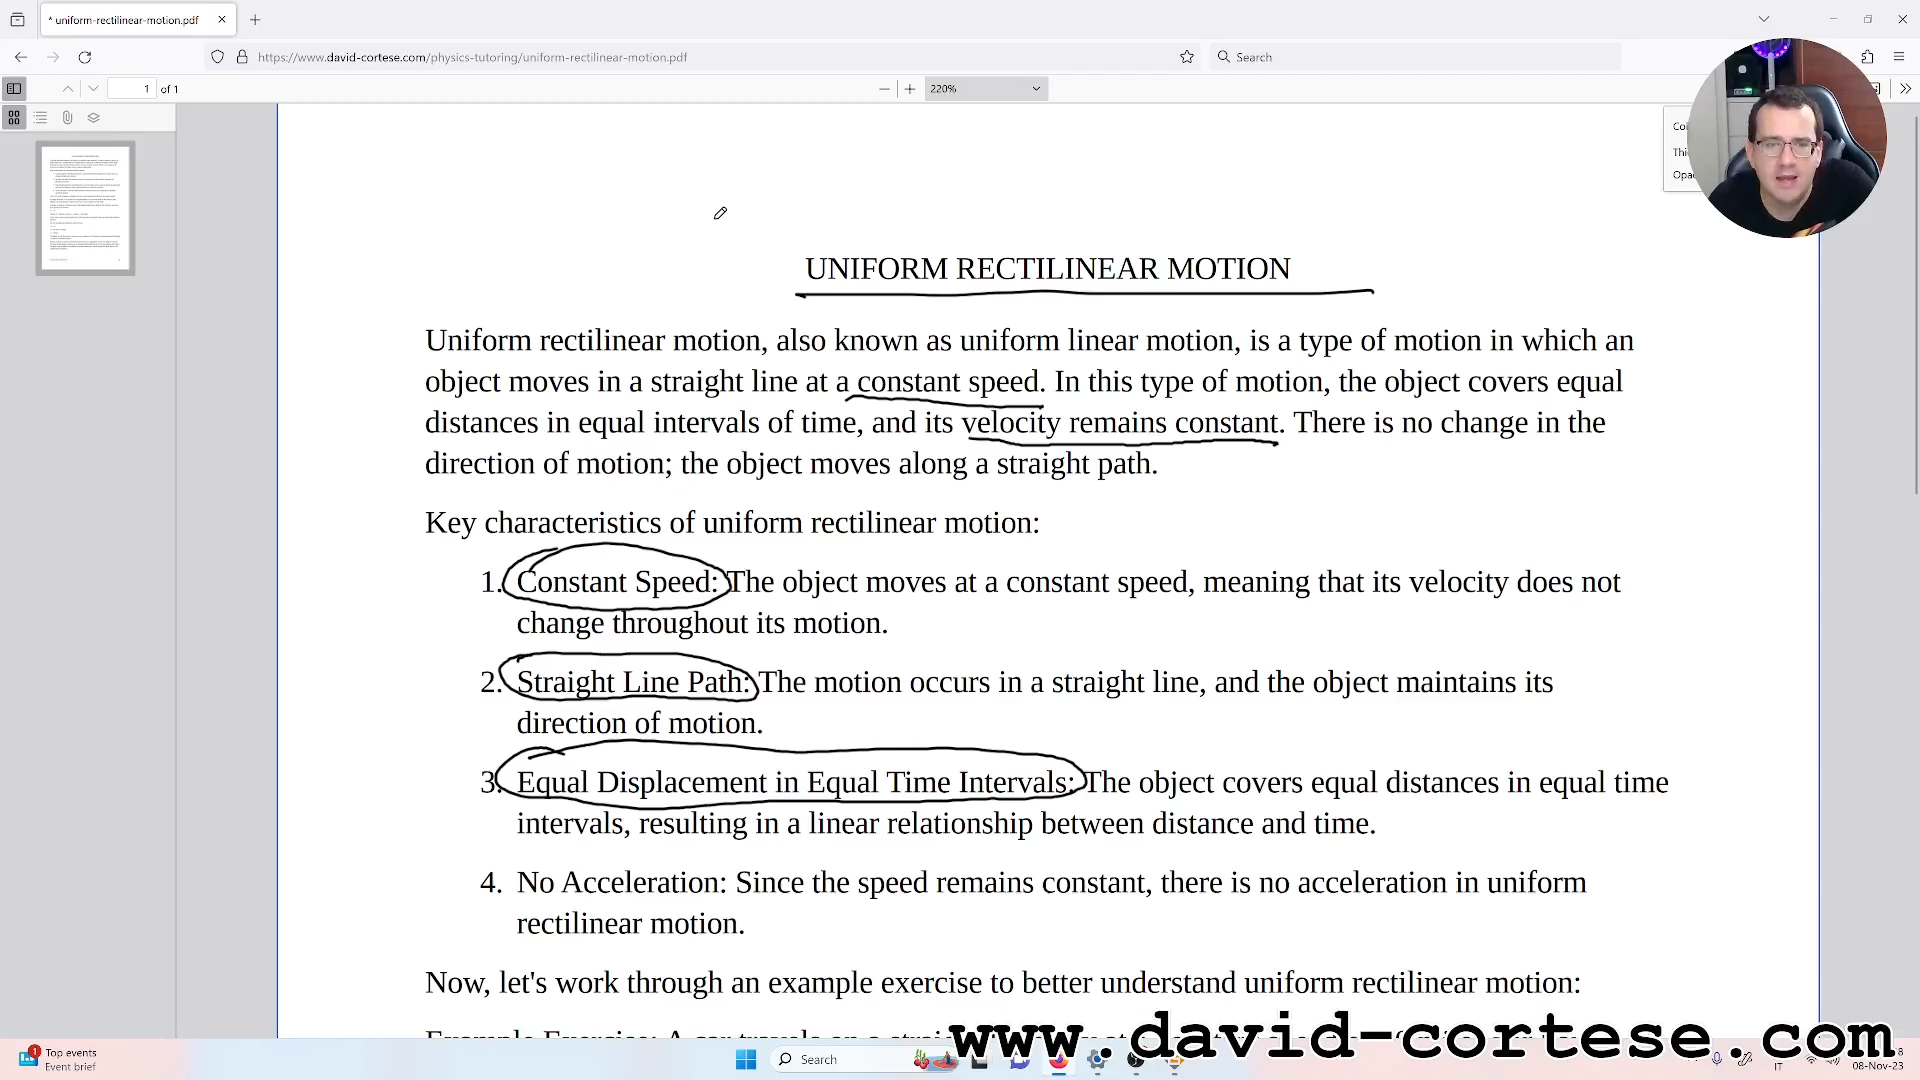 * uniform-rectilinear-motion.pdf
https://www.david-cortese.com/physics-tutoring/uniform-rectilinear-motion.pdf
Search
1 of 1
220%
Thi
Opac
UNIFORM RECTILINEAR MOTION
Uniform rectilinear motion, also known as uniform linear motion, is a type of motion in which an
object moves in a straight line at a constant speed. In this type of motion, the object covers equal
distances in equal intervals of time, and its velocity remains constant. There is no change in the
direction of motion; the object moves along a straight path.
Key characteristics of uniform rectilinear motion:
1. Constant Speed: The object moves at a constant speed, meaning that its velocity does not
change throughout its motion.
2. Straight Line Path: The motion occurs in a straight line, and the object maintains its
direction of motion.
3. Equal Displacement in Equal Time Intervals: The object covers equal distances in equal time
intervals, resulting in a linear relationship between distance and time.
4. No Acceleration: Since the speed remains constant, there is no acceleration in uniform
rectilinear motion.
Now, let's work through an example exercise to better understand uniform rectilinear motion:
Example Exercise: A car travels on a
www.david-cortese.com
1
Top events
Event brief
Search
IT
08-Nov-23